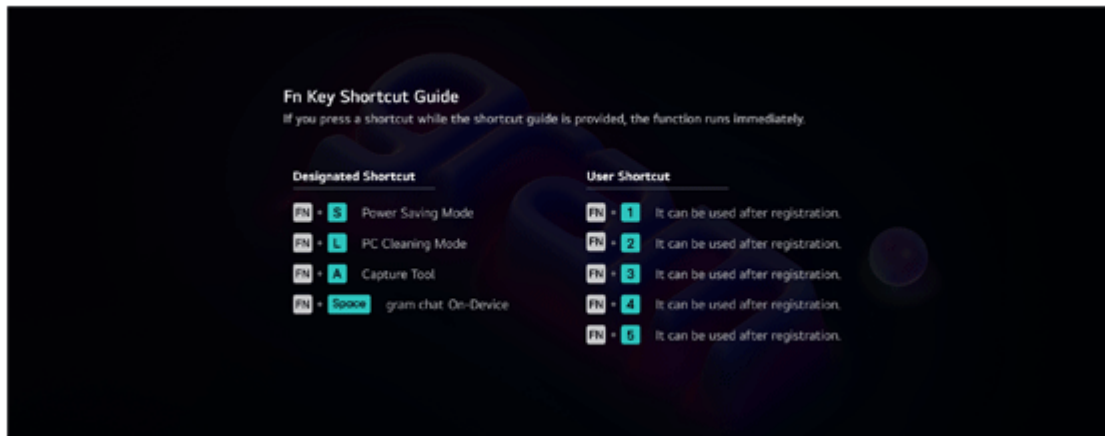 Fn Key Shortcut Guide
If you press a shortcut while the shortcut guide is provided, the function runs immediately.
Designated Shortcut
FN + S Power Saving Mode
FN + L PC Cleaning Mode
FN + A Capture Tool
FN + Space gram chat On-Device
User Shortcut
FN + 1 It can be used after registration.
FN + 2 It can be used after registration.
FN + 3 It can be used after registration.
FN + 4 It can be used after registration.
FN + 5 It can be used after registration.